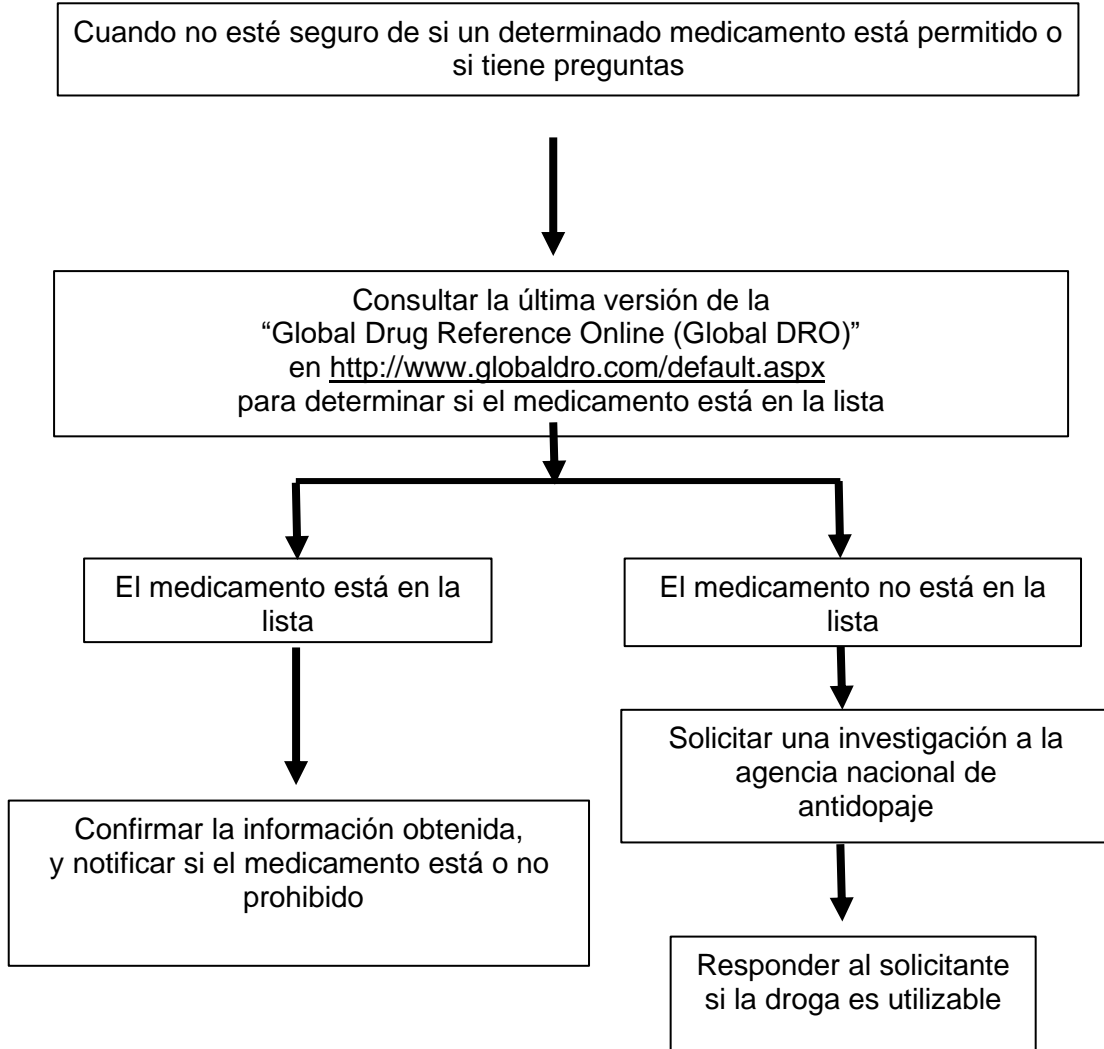 Cuando no esté seguro de si un determinado medicamento está permitido o
si tiene preguntas
Consultar la última versión de la
“Global Drug Reference Online (Global DRO)”
en http://www.globaldro.com/default.aspx
para determinar si el medicamento está en la lista
El medicamento está en la
lista
El medicamento no está en la
lista
Solicitar una investigación a la
agencia nacional de
antidopaje
Confirmar la información obtenida,
y notificar si el medicamento está o no
prohibido
Responder al solicitante
si la droga es utilizable